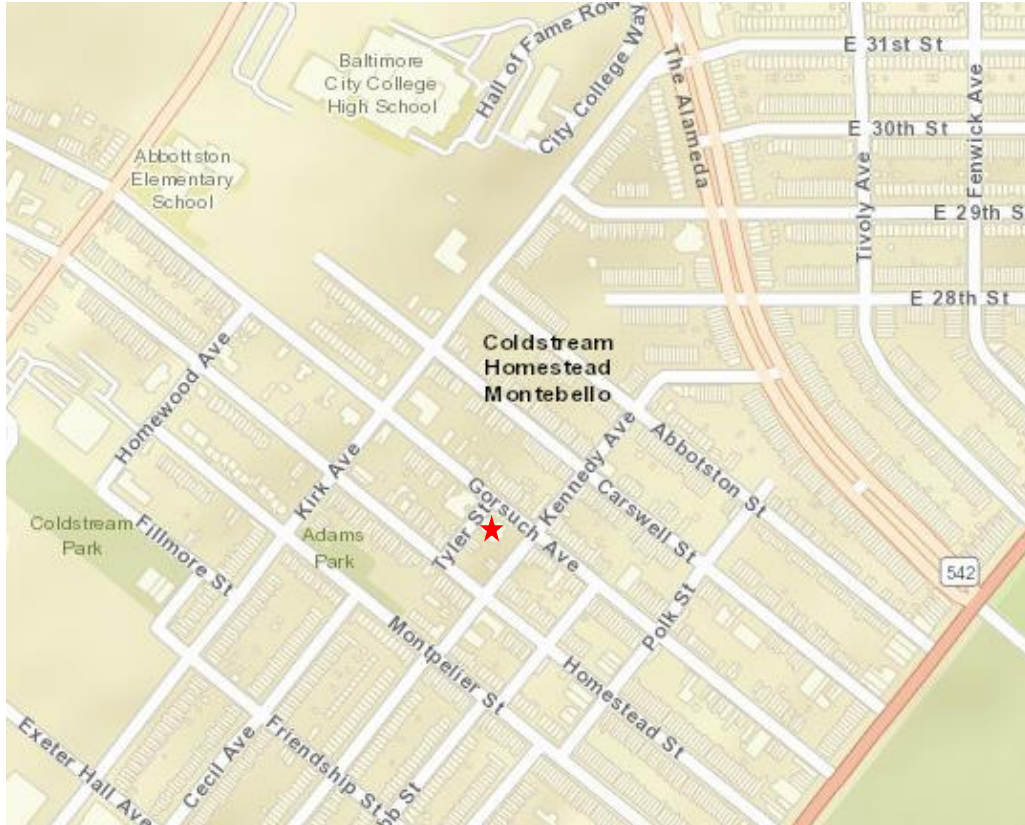 Hall of Fame Row
City College Way
The Alameda
E 31st St
Baltimore
City College
High School
E 30th St
Fenwick Ave
Tivoly Ave
Abbottston
Elementary
School
E 29th S
E 28th St
Coldstream
Homestead
Montebello
Homewood Ave
Kirk Ave
Kennedy Ave
Abbotston St
Carswell St
Gorsuch Ave
Tyler St
Coldstream
Park
Fillmore St
Adams
Park
542
Polk St
Montpelier St
Homestead St
Exeter Hall Ave
Cecil Ave
Friendship St
bb St